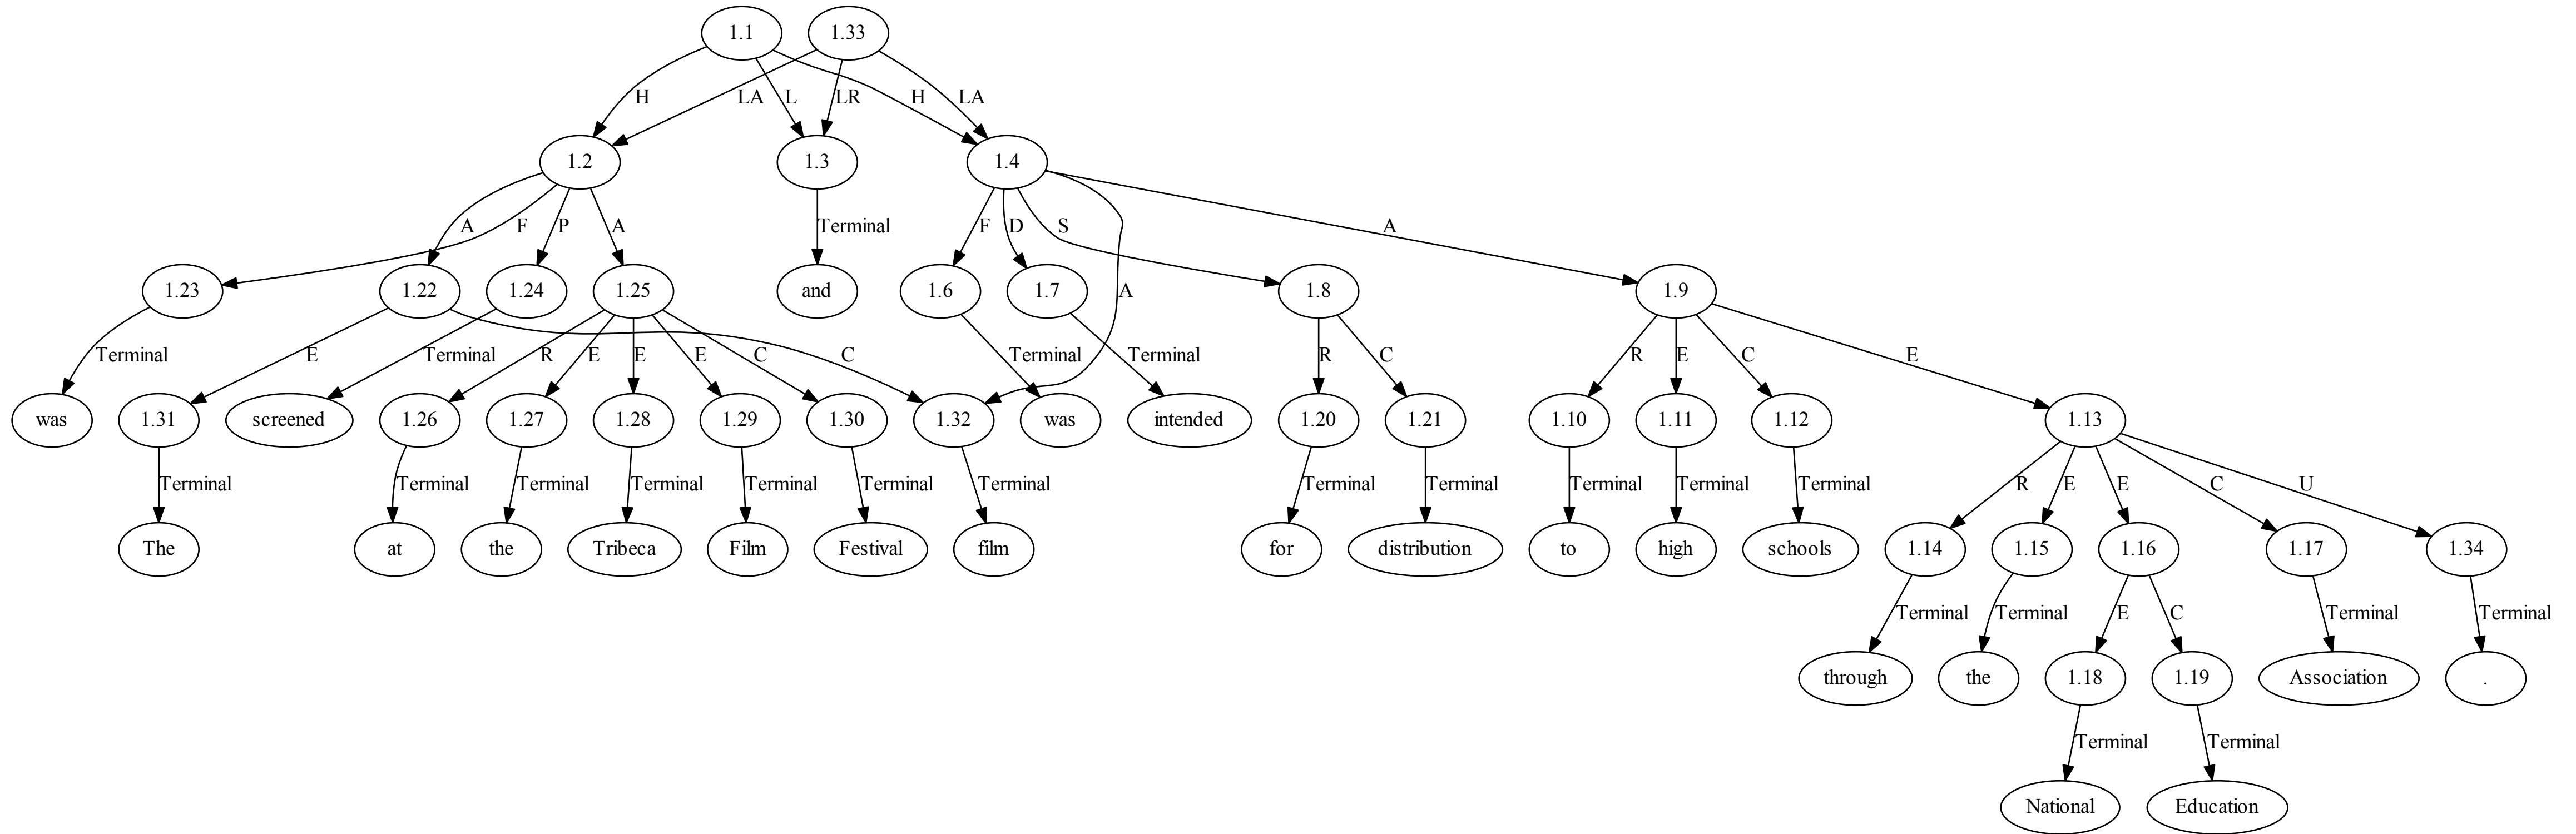 1.1 1.33
H LA L LR H LA
1.2 1.3 1.4
A F P A Terminal F D S A A
1.23 1.22 1.24 1.25 and 1.6 1.7 1.8 1.9
Terminal E Terminal R E E E C C Terminal Terminal R C R E C E
was 1.31 screened 1.26 1.27 1.28 1.29 1.30 1.32 was intended 1.20 1.21 1.10 1.11 1.12 1.13
Terminal Terminal Terminal Terminal Terminal Terminal Terminal Terminal Terminal Terminal Terminal Terminal R E E C U
The at the Tribeca Film Festival film for distribution to high schools 1.14 1.15 1.16 1.17 1.34
Terminal Terminal E C Terminal Terminal
through the 1.18 1.19 Association .
Terminal Terminal
National Education